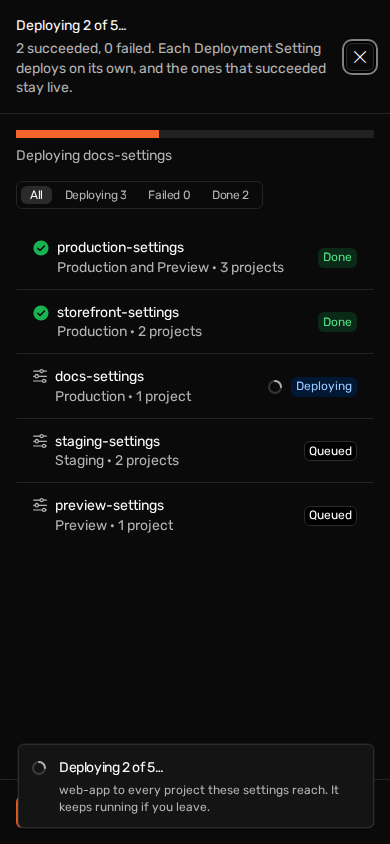 Deploying 2 of 5...
2 succeeded, 0 failed. Each Deployment Setting
deploys on its own, and the ones that succeeded
stay live.
Deploying docs-settings
All Deploying 3 Failed 0 Done 2
production-settings
Production and Preview • 3 projects
Done
storefront-settings
Production • 2 projects
Done
docs-settings
Production • 1 project
Deploying
staging-settings
Staging • 2 projects
Queued
preview-settings
Preview • 1 project
Queued
Deploying 2 of 5...
web-app to every project these settings reach. It
keeps running if you leave.